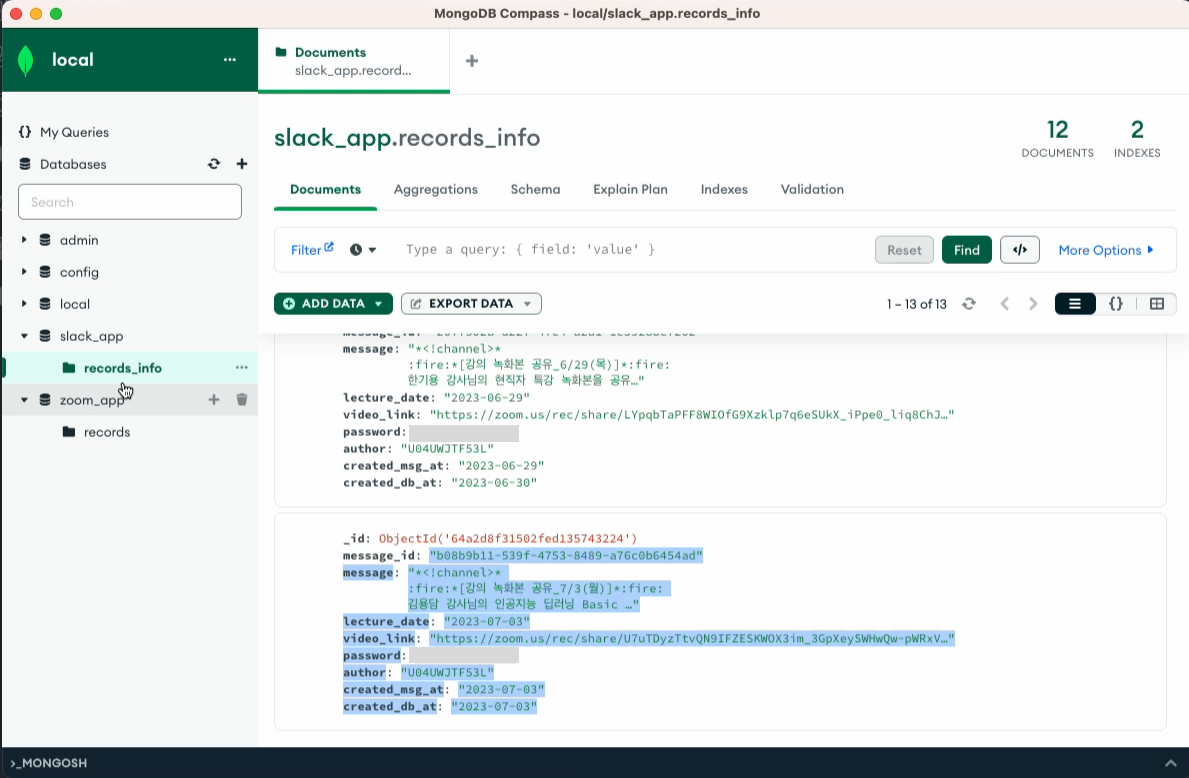 MongoDB Compass - local/slack_app.records_info
local
Documents
slack_app.record...
My Queries
Databases
Search
admin
config
local
slack_app
records_info
zoom_app
records
slack_app.records_info
12
DOCUMENTS
2
INDEXES
Documents
Aggregations
Schema
Explain Plan
Indexes
Validation
Filter
Type a query: { field: 'value' }
Reset
Find
</>
More Options
ADD DATA
EXPORT DATA
1 – 13 of 13
{}
message: "*<!channel>*
:fire:*[강의 녹화본 공유_6/29(목)]*:fire:
한기용 강사님의 현직자 특강 녹화본을 공유…"
lecture_date: "2023-06-29"
video_link: "https://zoom.us/rec/share/LYpqbTaPFF8WIOfG9Xzklp7q6eSUkX_iPpe0_liq8ChJ…"
password:
author: "U04UWJTF53L"
created_msg_at: "2023-06-29"
created_db_at: "2023-06-30"
_id: ObjectId('64a2d8f31502fed135743224')
message_id: "b08b9b11-539f-4753-8489-a76c0b6454ad"
message: "*<!channel>*
:fire:*[강의 녹화본 공유_7/3(월)]*:fire:
김용담 강사님의 인공지능 딥러닝 Basic …"
lecture_date: "2023-07-03"
video_link: "https://zoom.us/rec/share/U7uTDyzTtvQN9IFZESKWOX3im_3GpXeySWHwQw-pWRxV…"
password:
author: "U04UWJTF53L"
created_msg_at: "2023-07-03"
created_db_at: "2023-07-03"
>_MONGOSH